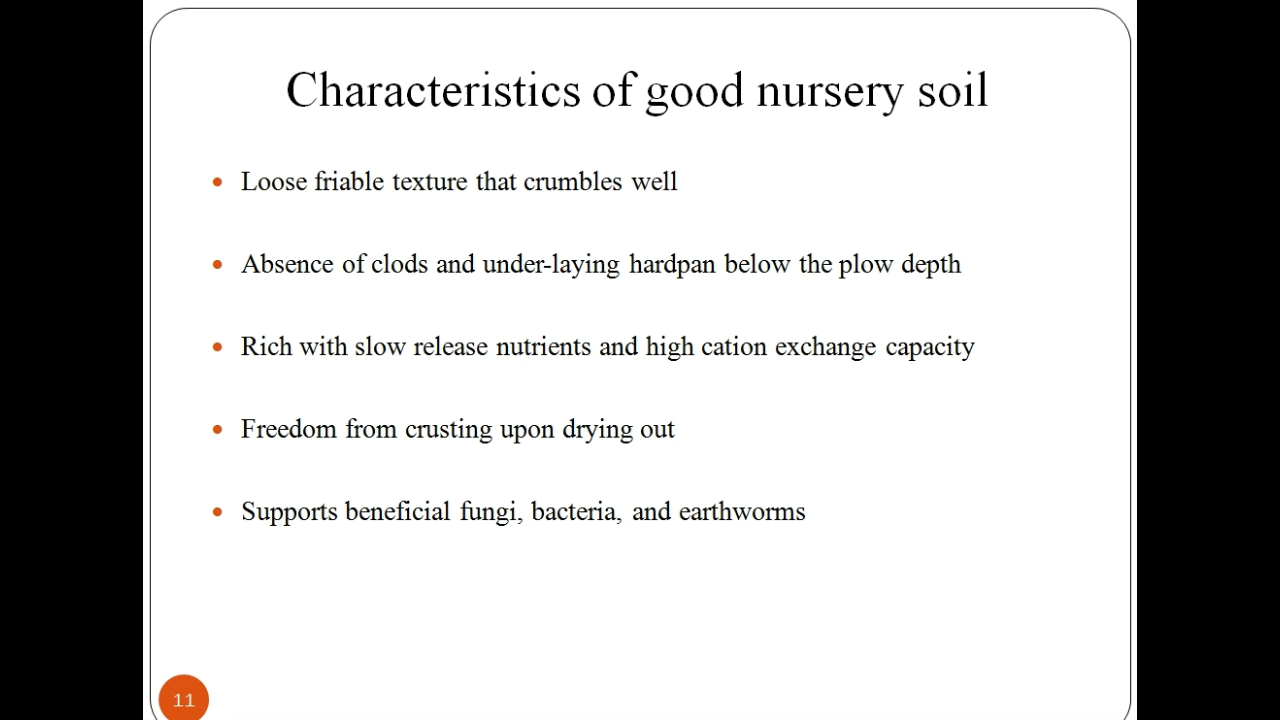 Characteristics of good nursery soil
• Loose friable texture that crumbles well
• Absence of clods and under-laying hardpan below the plow depth
• Rich with slow release nutrients and high cation exchange capacity
• Freedom from crusting upon drying out
• Supports beneficial fungi, bacteria, and earthworms
11